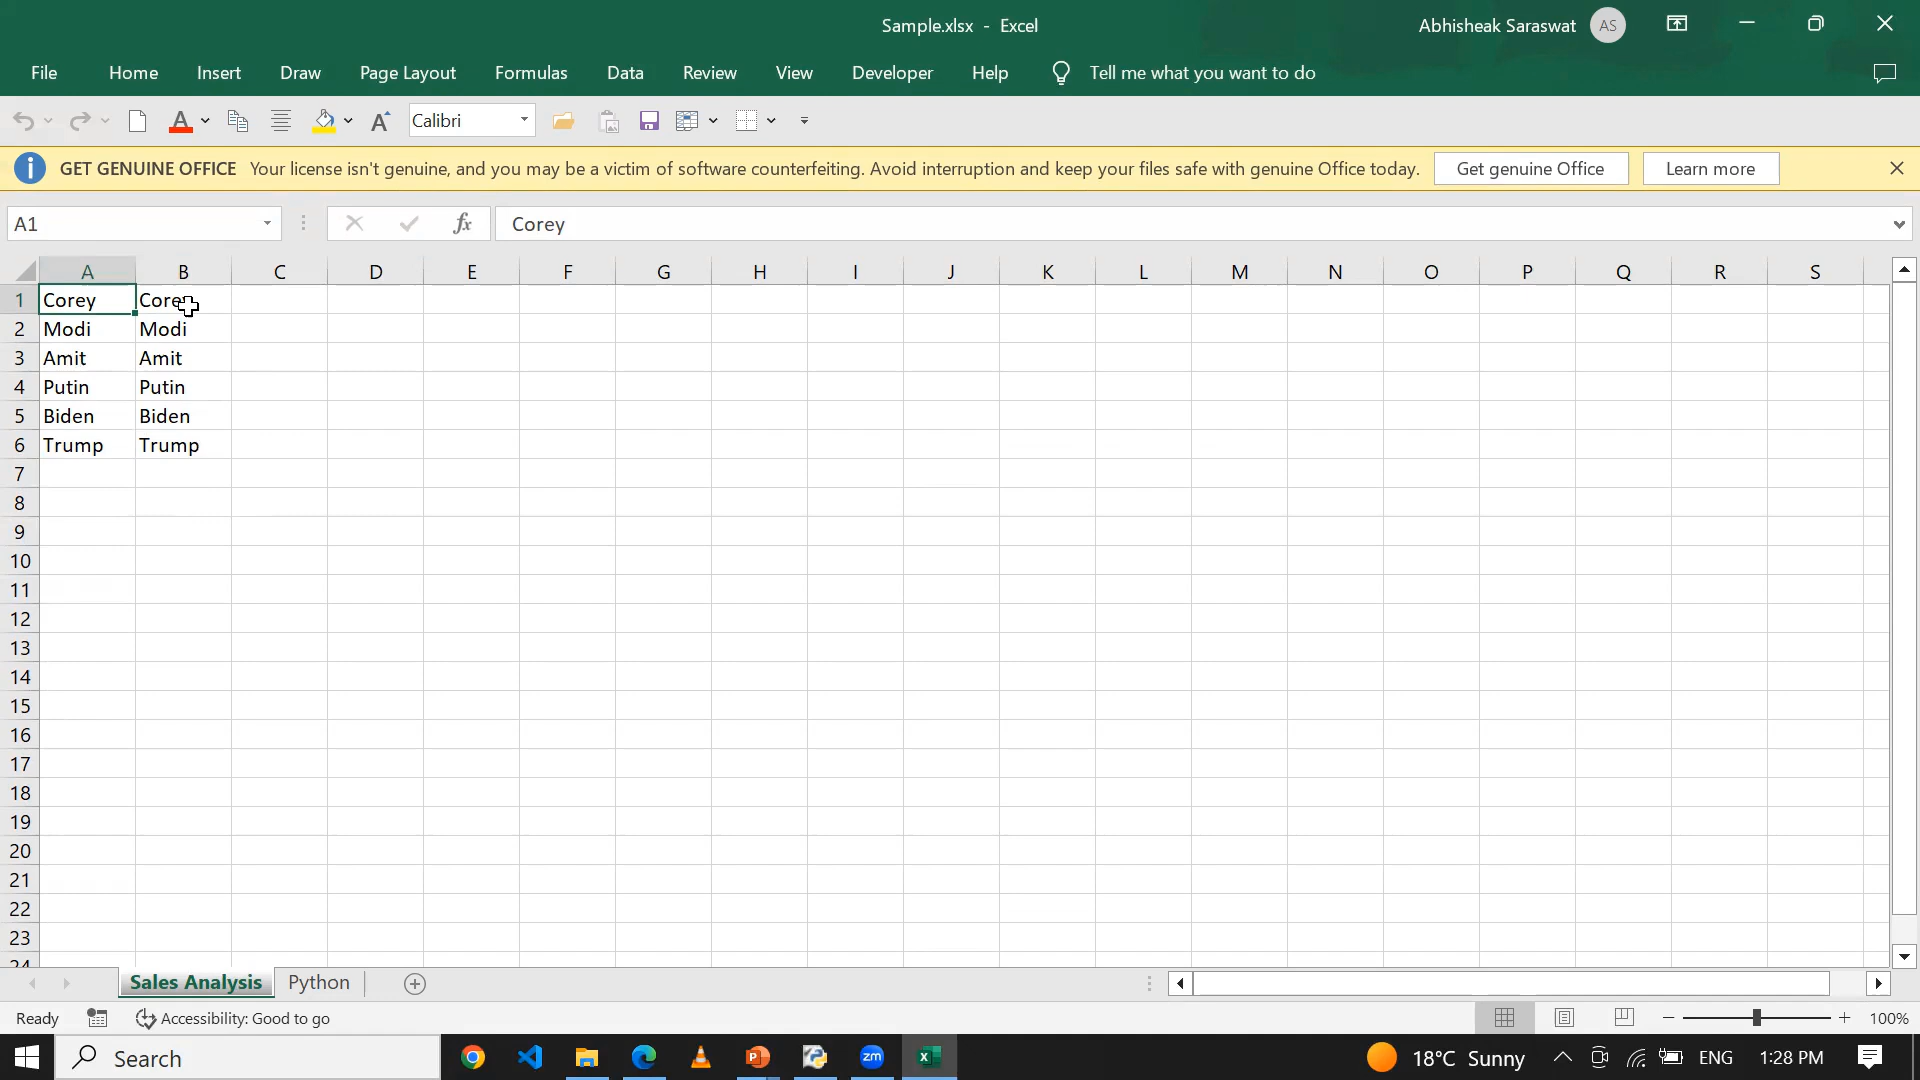 Sample.xlsx - Excel
Abhisheak Saraswat AS
File Home Insert Draw Page Layout Formulas Data Review View Developer Help Tell me what you want to do
A A Calibri
GET GENUINE OFFICE Your license isn't genuine, and you may be a victim of software counterfeiting. Avoid interruption and keep your files safe with genuine Office today. Get genuine Office Learn more
A1 fx Corey
A B C D E F G H I J K L M N O P Q R S
1 Corey Corey
2 Modi Modi
3 Amit Amit
4 Putin Putin
5 Biden Biden
6 Trump Trump
7
8
9
10
11
12
13
14
15
16
17
18
19
20
21
22
23
24
Sales Analysis Python
Ready Accessibility: Good to go 100%
Search zm 18°C Sunny ENG 1:28 PM